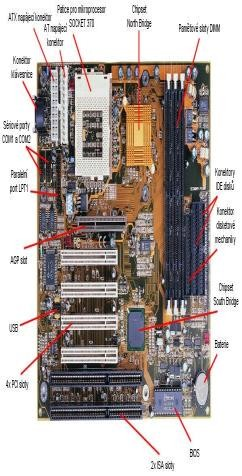 ATX napájecí konektor
AT napájecí
konektor
Patice pro mikroprocesor
SOCKET 370
Chipset
North Bridge
Paměťové sloty DIMM
Konektor
klávesnice
Sériové porty
COM1 a COM2
Paralelní
port LPT1
Konektory
IDE disků
Konektor
disketové
mechaniky
AGP slot
Chipset
South Bridge
USB
Baterie
4x PCI sloty
2x ISA sloty
BIOS